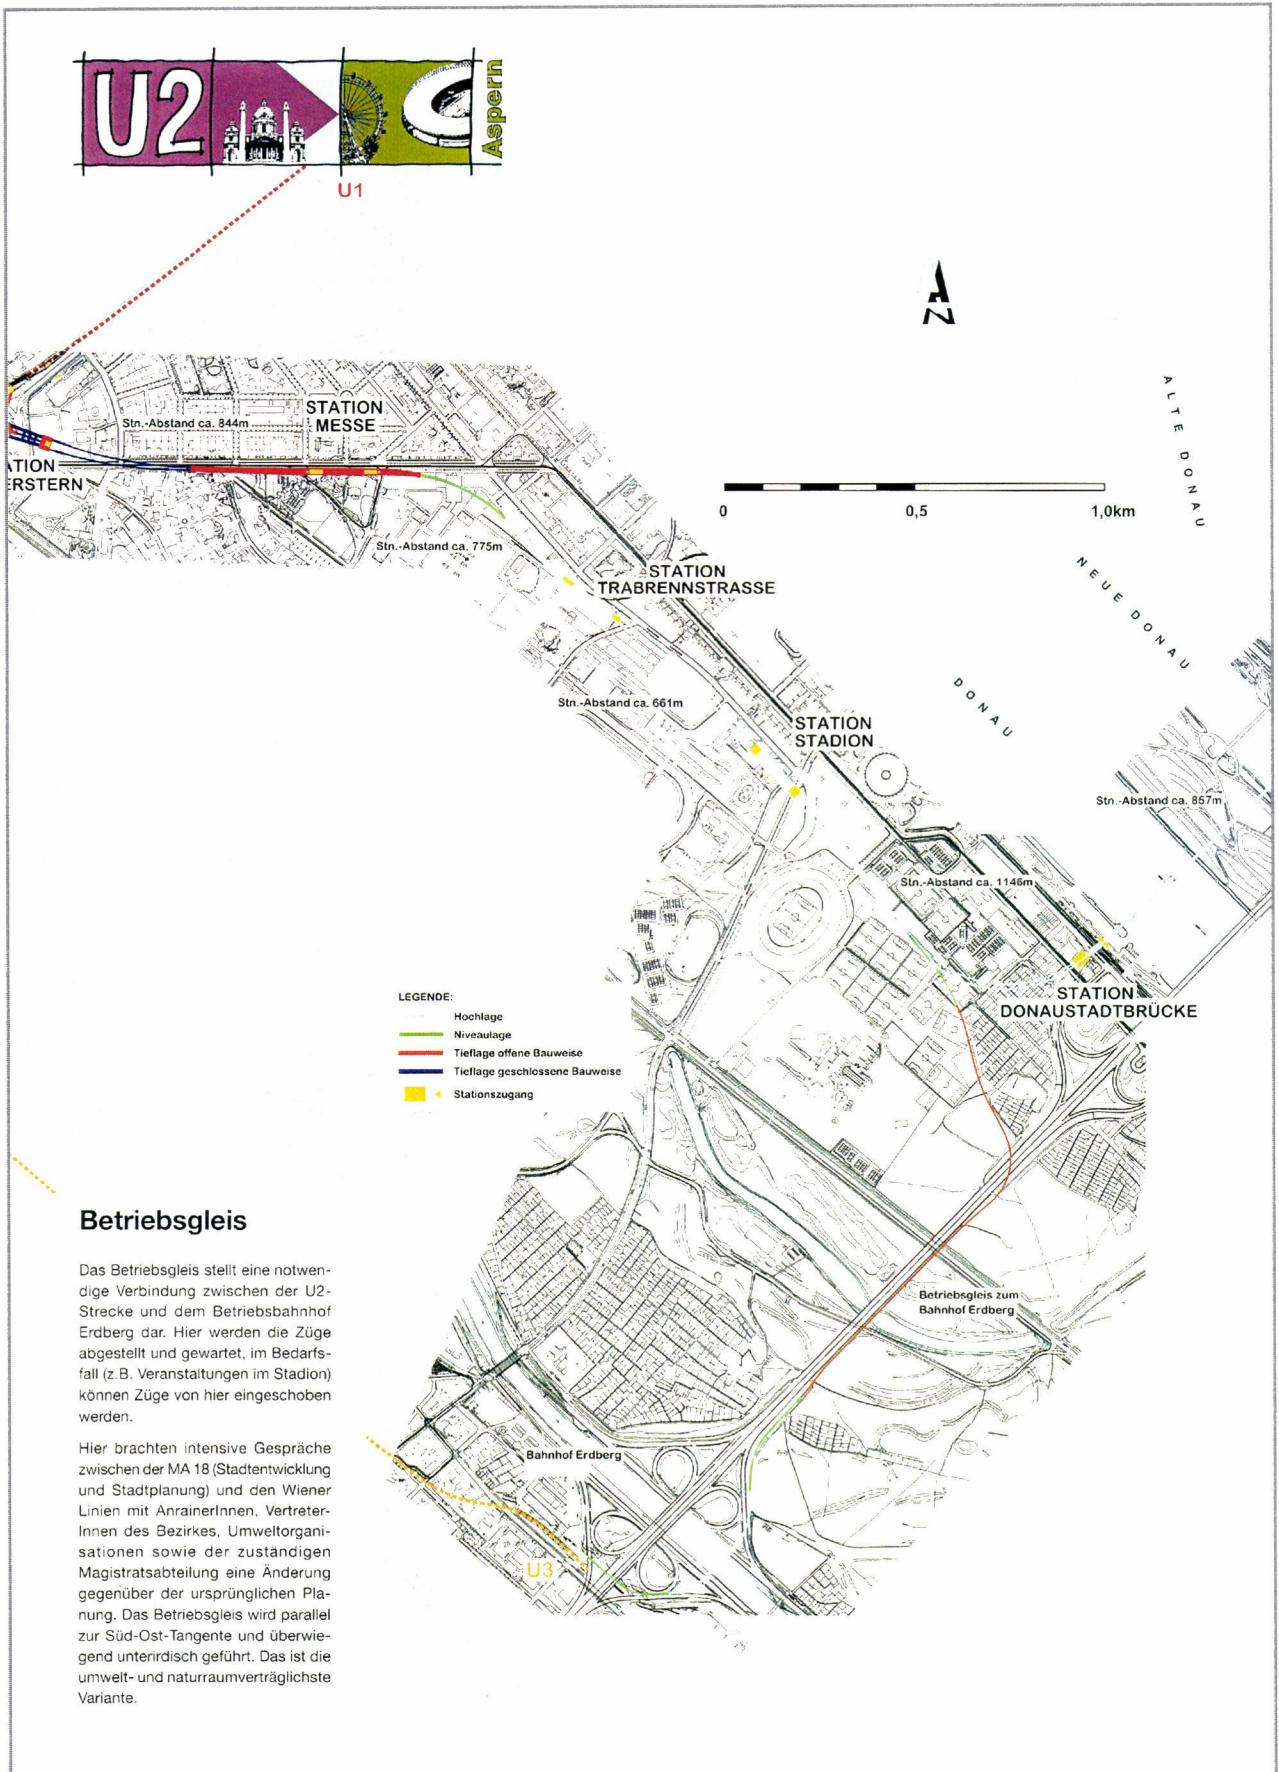 U2
Aspern
U1
ALTE DONAU
NEUE DONAU
DONAU
N
0 0,5 1,0km
STATION
MESSE
Stn.-Abstand ca. 844m
TION
ERSTERN
Stn.-Abstand ca. 775m
STATION
TRABRENNSTRASSE
Stn.-Abstand ca. 661m
STATION
STADION
Stn.-Abstand ca. 857m
Stn.-Abstand ca. 1146m
STATION
DONAUSTADTBRÜCKE
LEGENDE:
Hochlage
Niveaulage
Tieflage offene Bauweise
Tieflage geschlossene Bauweise
Stationszugang
Betriebsgleis zum
Bahnhof Erdberg
Bahnhof Erdberg
U3
Betriebsgleis
Das Betriebsgleis stellt eine notwen-
dige Verbindung zwischen der U2-
Strecke und dem Betriebsbahnhof
Erdberg dar. Hier werden die Züge
abgestellt und gewartet, im Bedarfs-
fall (z.B. Veranstaltungen im Stadion)
können Züge von hier eingeschoben
werden.
Hier brachten intensive Gespräche
zwischen der MA 18 (Stadtentwicklung
und Stadtplanung) und den Wiener
Linien mit AnrainerInnen, Vertreter-
Innen des Bezirkes, Umweltorgani-
sationen sowie der zuständigen
Magistratsabteilung eine Änderung
gegenüber der ursprünglichen Pla-
nung. Das Betriebsgleis wird parallel
zur Süd-Ost-Tangente und überwie-
gend unterirdisch geführt. Das ist die
umwelt- und naturraumverträglichste
Variante.